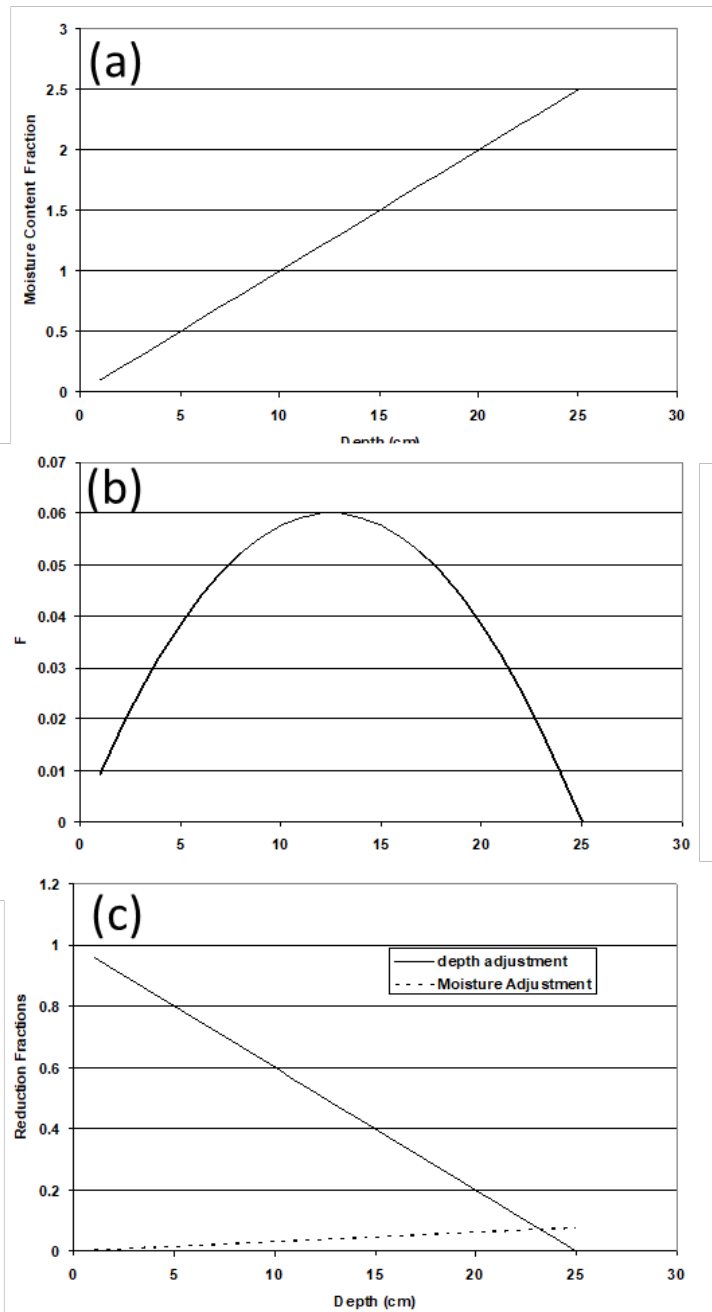 (a)
3
2.5
2
1.5
1
0.5
0
Moisture Content Fraction
0 5 10 15 20 25 30
Depth (cm)
(b)
0.07
0.06
0.05
0.04
0.03
0.02
0.01
0
F
0 5 10 15 20 25 30
(c)
1.2
1
0.8
0.6
0.4
0.2
0
Reduction Fractions
depth adjustment
Moisture Adjustment
0 5 10 15 20 25 30
Depth (cm)